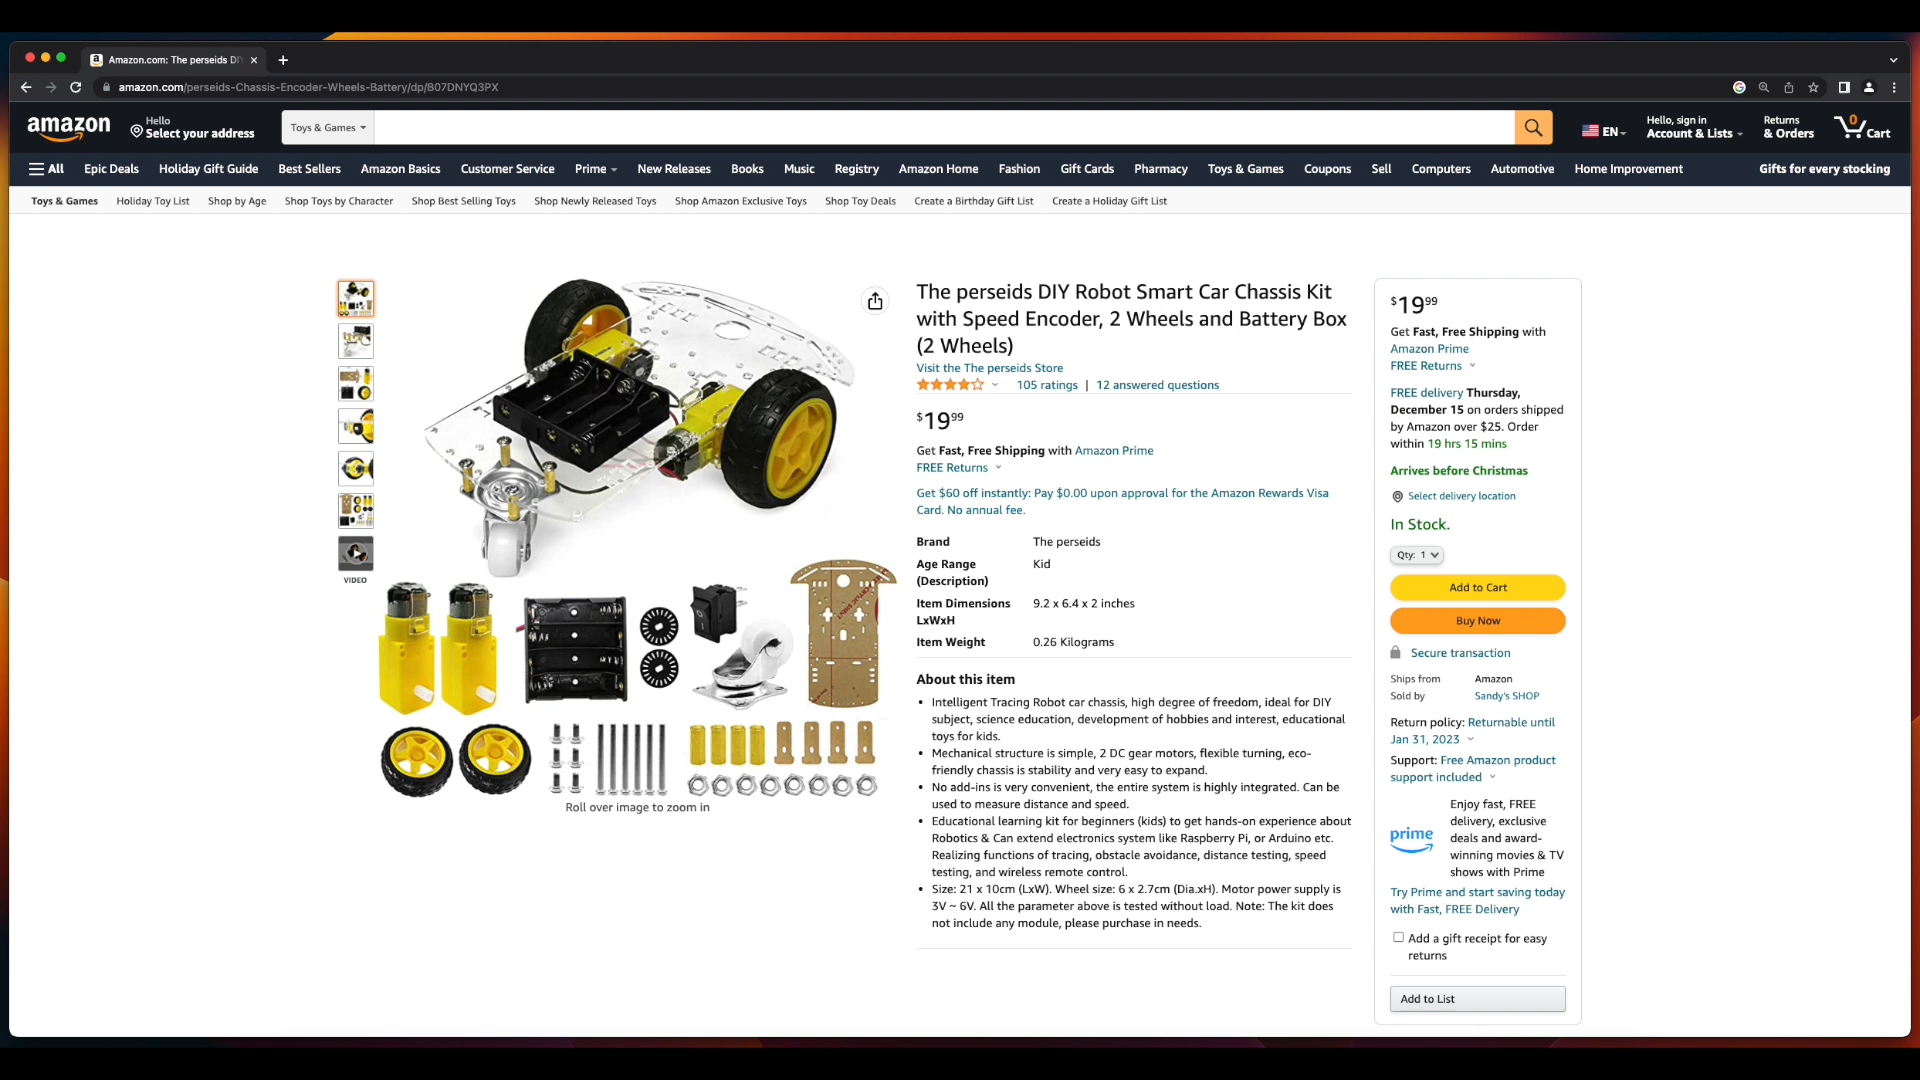 Amazon.com: The perseids DI
amazon.com/perseids-Chassis-Encoder-Wheels-Battery/dp/B07DNYQ3PX
amazon
Hello
Select your address
Toys & Games
EN
Hello, sign in
Account & Lists
Returns
& Orders
0
Cart
All Epic Deals Holiday Gift Guide Best Sellers Amazon Basics Customer Service Prime New Releases Books Music Registry Amazon Home Fashion Gift Cards Pharmacy Toys & Games Coupons Sell Computers Automotive Home Improvement Gifts for every stocking
Toys & Games Holiday Toy List Shop by Age Shop Toys by Character Shop Best Selling Toys Shop Newly Released Toys Shop Amazon Exclusive Toys Shop Toy Deals Create a Birthday Gift List Create a Holiday Gift List
VIDEO
Roll over image to zoom in
The perseids DIY Robot Smart Car Chassis Kit
with Speed Encoder, 2 Wheels and Battery Box
(2 Wheels)
Visit the The perseids Store
105 ratings | 12 answered questions
$19 99
Get Fast, Free Shipping with Amazon Prime
FREE Returns
Get $60 off instantly: Pay $0.00 upon approval for the Amazon Rewards Visa
Card. No annual fee.
Brand The perseids
Age Range Kid
(Description)
Item Dimensions 9.2 x 6.4 x 2 inches
LxWxH
Item Weight 0.26 Kilograms
About this item
• Intelligent Tracing Robot car chassis, high degree of freedom, ideal for DIY
subject, science education, development of hobbies and interest, educational
toys for kids.
• Mechanical structure is simple, 2 DC gear motors, flexible turning, eco-
friendly chassis is stability and very easy to expand.
• No add-ins is very convenient, the entire system is highly integrated. Can be
used to measure distance and speed.
• Educational learning kit for beginners (kids) to get hands-on experience about
Robotics & Can extend electronics system like Raspberry Pi, or Arduino etc.
Realizing functions of tracing, obstacle avoidance, distance testing, speed
testing, and wireless remote control.
• Size: 21 x 10cm (LxW). Wheel size: 6 x 2.7cm (Dia.xH). Motor power supply is
3V ~ 6V. All the parameter above is tested without load. Note: The kit does
not include any module, please purchase in needs.
$19 99
Get Fast, Free Shipping with
Amazon Prime
FREE Returns
FREE delivery Thursday,
December 15 on orders shipped
by Amazon over $25. Order
within 19 hrs 15 mins
Arrives before Christmas
Select delivery location
In Stock.
Qty: 1
Add to Cart
Buy Now
Secure transaction
Ships from Amazon
Sold by Sandy's SHOP
Return policy: Returnable until
Jan 31, 2023
Support: Free Amazon product
support included
prime
Enjoy fast, FREE
delivery, exclusive
deals and award-
winning movies & TV
shows with Prime
Try Prime and start saving today
with Fast, FREE Delivery
Add a gift receipt for easy
returns
Add to List